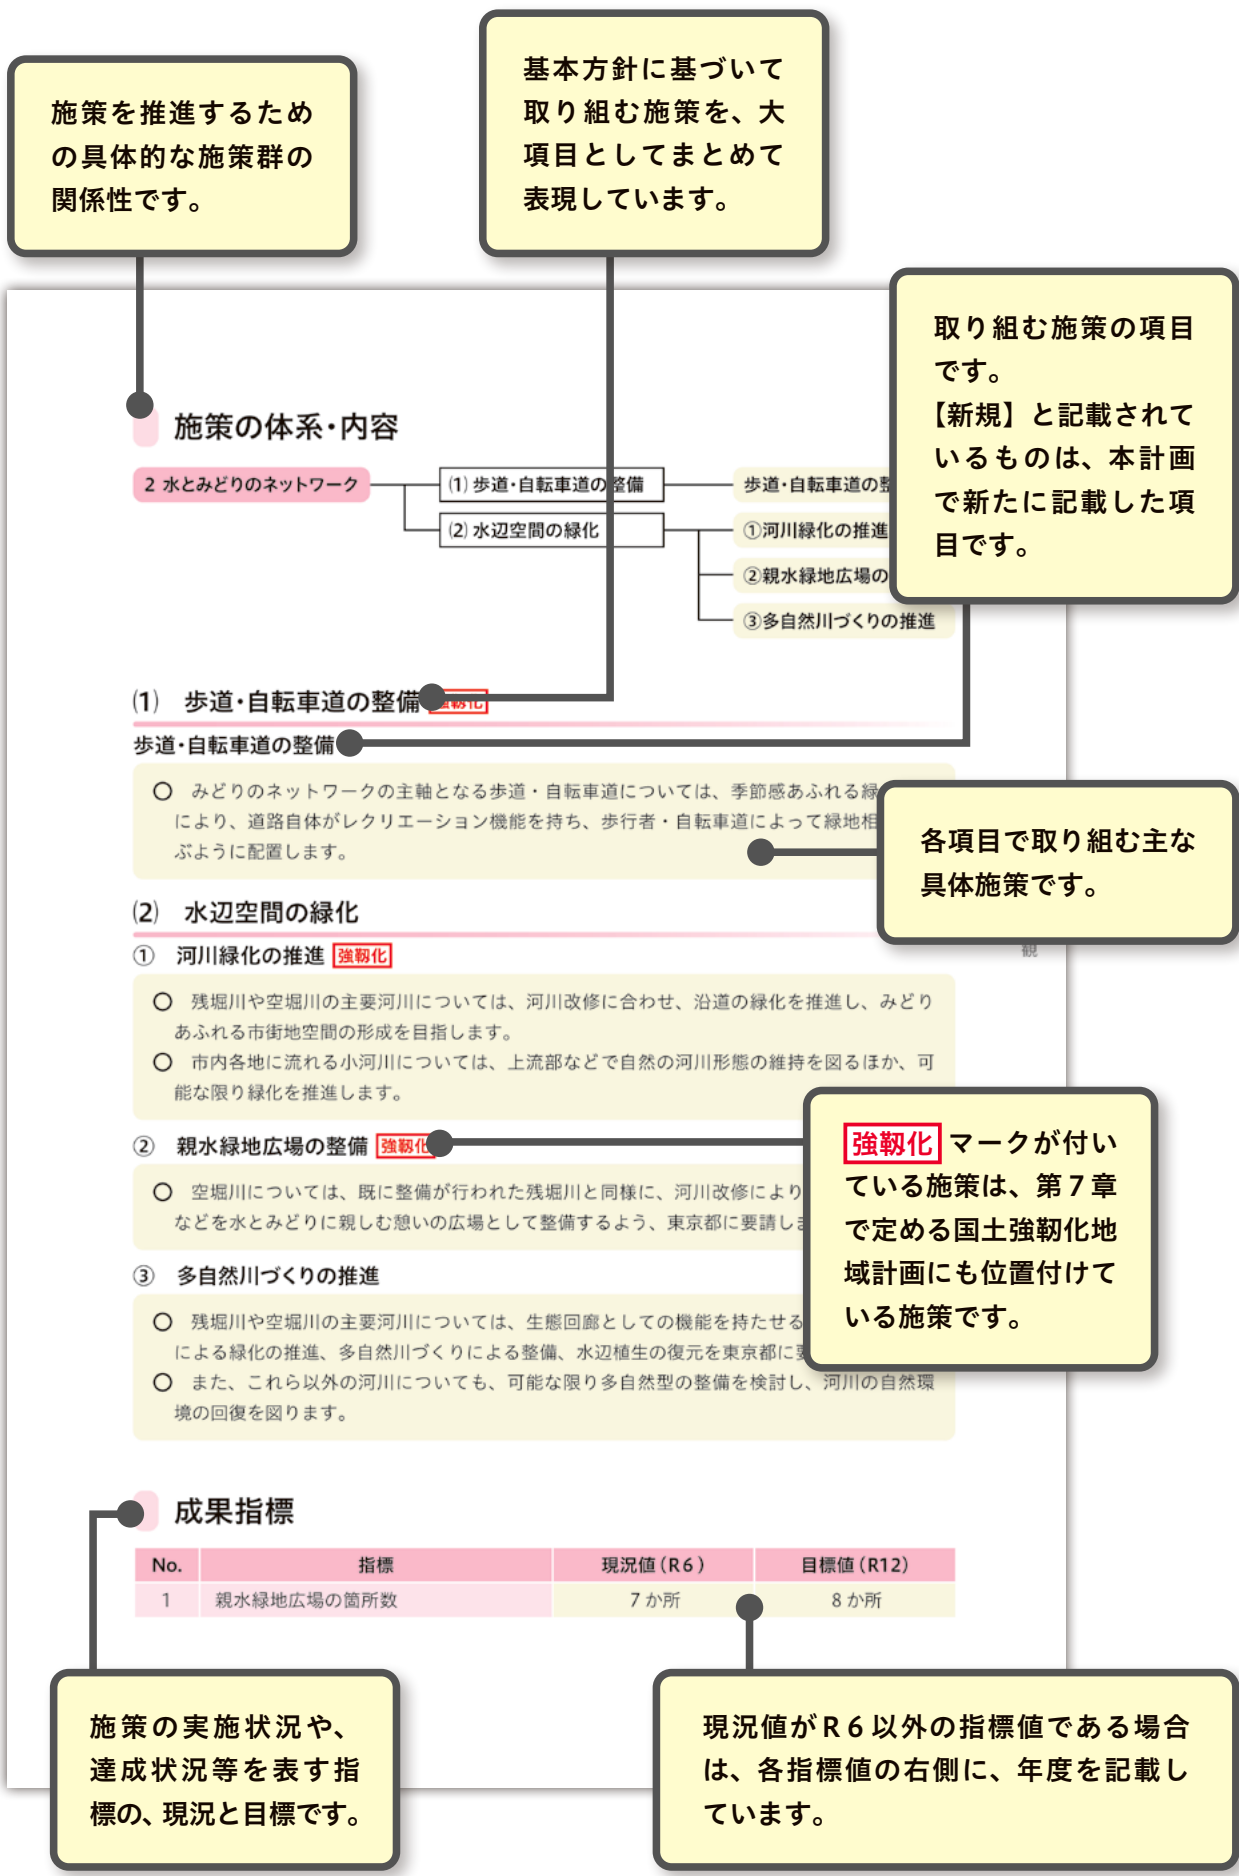 施策を推進するため
の具体的な施策群の
関係性です。
基本方針に基づいて
取り組む施策を、大
項目としてまとめて
表現しています。
取り組む施策の項目
です。
【新規】と記載されて
いるものは、本計画
で新たに記載した項
目です。
施策の体系・内容
2 水とみどりのネットワーク
(1) 歩道・自転車道の整備
歩道・自転車道の
(2) 水辺空間の緑化
①河川緑化の推進
②親水緑地広場の
③多自然川づくりの推進
(1) 歩道・自転車道の整備 強靱化
歩道・自転車道の整備
○ みどりのネットワークの主軸となる歩道・自転車道については、季節感あふれる緑
により、道路自体がレクリエーション機能を持ち、歩行者・自転車道によって緑地相
ぶように配置します。
各項目で取り組む主な
具体施策です。
(2) 水辺空間の緑化
① 河川緑化の推進 強靱化
観
○ 残堀川や空堀川の主要河川については、河川改修に合わせ、沿道の緑化を推進し、みどり
あふれる市街地空間の形成を目指します。
○ 市内各地に流れる小河川については、上流部などで自然の河川形態の維持を図るほか、可
能な限り緑化を推進します。
② 親水緑地広場の整備 強靱化
○ 空堀川については、既に整備が行われた残堀川と同様に、河川改修により
などを水とみどりに親しむ憩いの広場として整備するよう、東京都に要請しま
強靱化 マークが付い
ている施策は、第7章
で定める国土強靱化地
域計画にも位置付けて
いる施策です。
③ 多自然川づくりの推進
○ 残堀川や空堀川の主要河川については、生態回廊としての機能を持たせる
による緑化の推進、多自然川づくりによる整備、水辺植生の復元を東京都に
○ また、これら以外の河川についても、可能な限り多自然型の整備を検討し、河川の自然環
境の回復を図ります。
成果指標
No. 指標 現況値(R6) 目標値(R12)
1 親水緑地広場の箇所数 7か所 8か所
施策の実施状況や、
達成状況等を表す指
標の、現況と目標です。
現況値がR6以外の指標値である場合
は、各指標値の右側に、年度を記載し
ています。